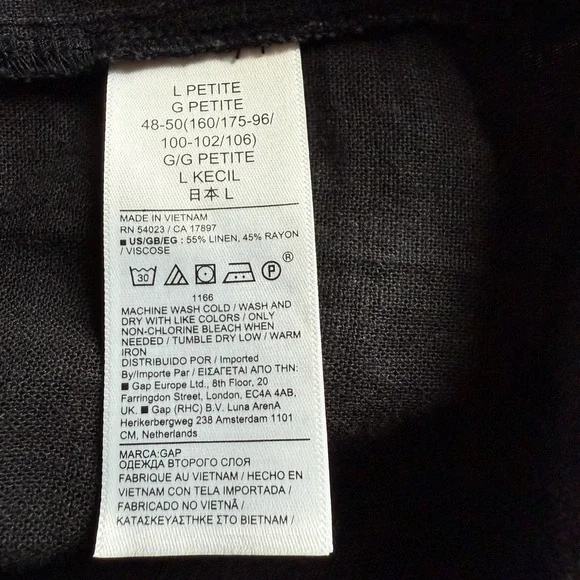 L PETITE
G PETITE
48-50(160/175-96/
100-102/106)
G/G PETITE
L KECIL
日本 L
MADE IN VIETNAM
RN 54023 / CA 17897
■ US/GB/EG : 55% LINEN, 45% RAYON
/ VISCOSE
30 P ®
1166
MACHINE WASH COLD / WASH AND
DRY WITH LIKE COLORS / ONLY
NON-CHLORINE BLEACH WHEN
NEEDED / TUMBLE DRY LOW / WARM
IRON
DISTRIBUIDO POR / Imported
By/Importe Par / ΕΙΣΑΓΕΤΑΙ ΑΠΟ ΤΗΝ:
■ Gap Europe Ltd., 8th Floor, 20
Farringdon Street, London, EC4A 4AB,
UK. ■ Gap (RHC) B.V. Luna ArenA
Herikerbergweg 238 Amsterdam 1101
CM, Netherlands
MARCA:GAP
ОДЕЖДА ВТОРОГО СЛОЯ
FABRIQUE AU VIETNAM / HECHO EN
VIETNAM CON TELA IMPORTADA /
FABRICADO NO VIETNÃ /
ΚΑΤΑΣΚΕΥΑΣΤΗΚΕ ΣΤΟ ΒΙΕΤΝΑΜ /